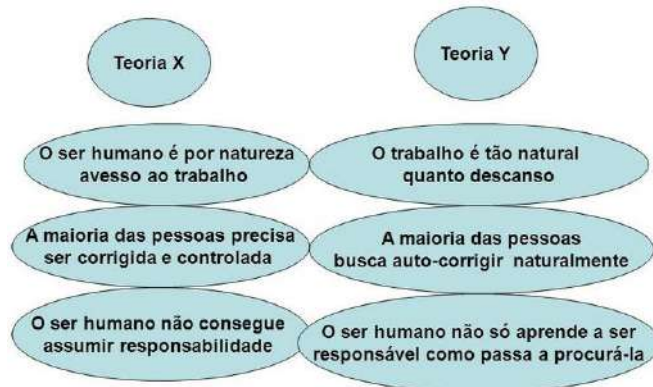 Teoria X
Teoria Y
O ser humano é por natureza
avesso ao trabalho
O trabalho é tão natural
quanto descanso
A maioria das pessoas precisa
ser corrigida e controlada
A maioria das pessoas
busca auto-corrigir naturalmente
O ser humano não consegue
assumir responsabilidade
O ser humano não só aprende a ser
responsável como passa a procurá-la